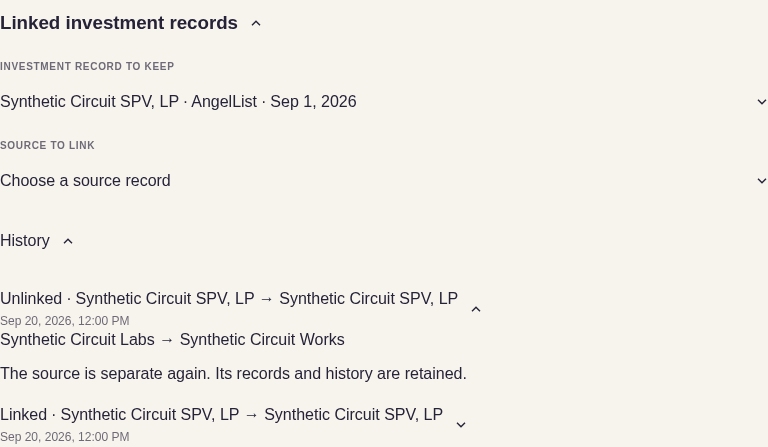 Linked investment records
INVESTMENT RECORD TO KEEP
Synthetic Circuit SPV, LP · AngelList · Sep 1, 2026
SOURCE TO LINK
Choose a source record
History
Unlinked · Synthetic Circuit SPV, LP → Synthetic Circuit SPV, LP
Sep 20, 2026, 12:00 PM
Synthetic Circuit Labs → Synthetic Circuit Works
The source is separate again. Its records and history are retained.
Linked · Synthetic Circuit SPV, LP → Synthetic Circuit SPV, LP
Sep 20, 2026, 12:00 PM